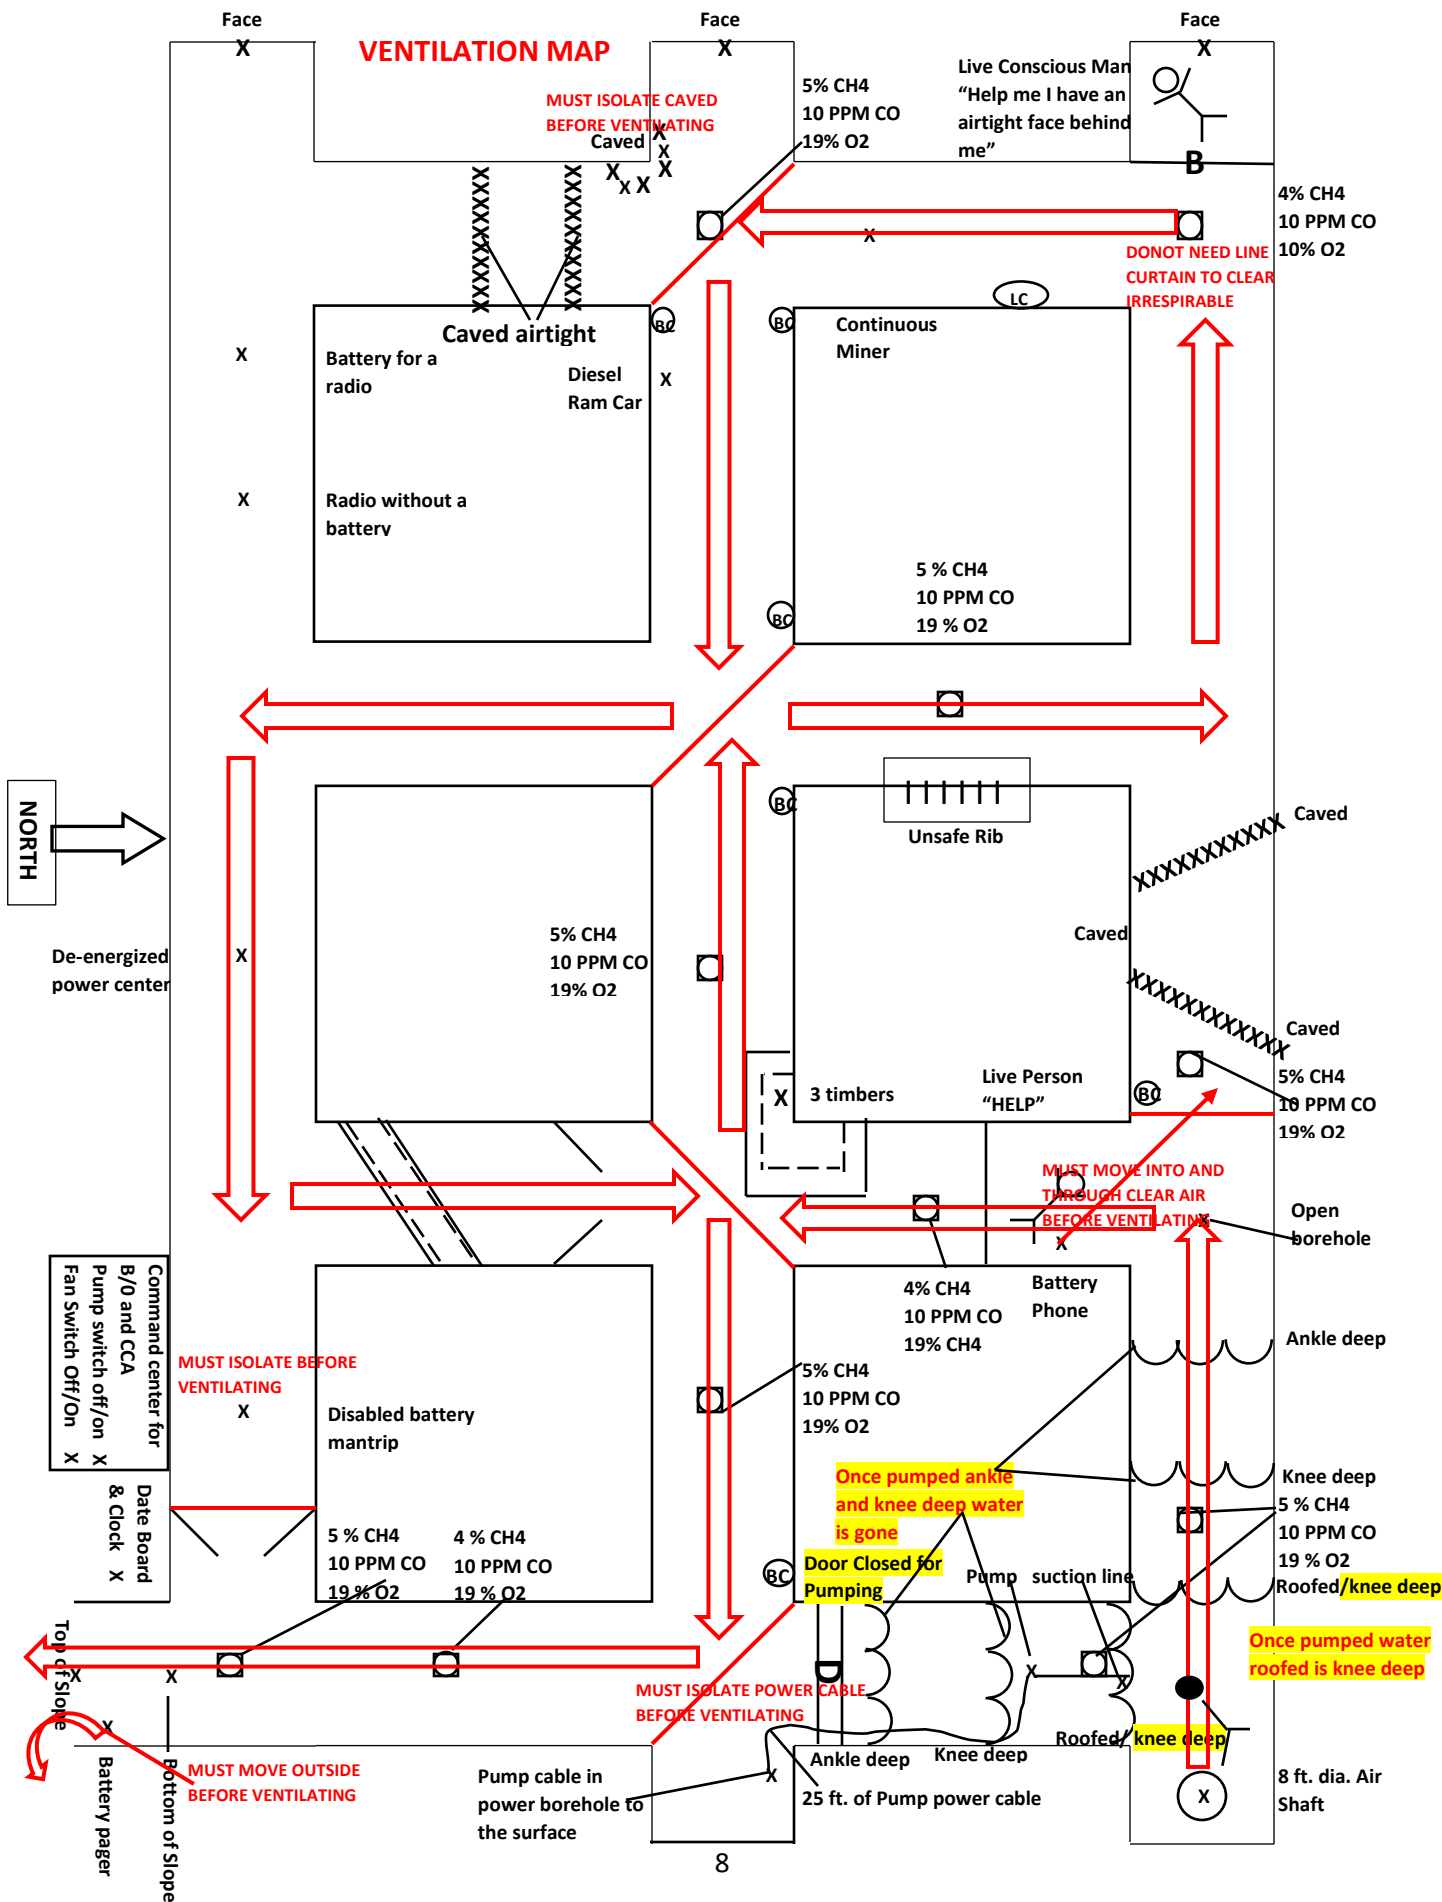 Face
Face
Face
X
X
X
VENTILATION MAP
MUST ISOLATE CAVED
BEFORE VENTILATING
Caved
5% CH4
10 PPM CO
19% O2
Live Conscious Man
“Help me I have an
airtight face behind
me”
B
4% CH4
10 PPM CO
10% O2
X
DONOT NEED LINE
CURTAIN TO CLEAR
IRRESPIRABLE
Caved airtight
BC
BC
LC
Continuous
Miner
X
Battery for a
radio
Diesel
Ram Car
X
X
Radio without a
battery
5 % CH4
10 PPM CO
19 % O2
BC
NORTH
BC
Unsafe Rib
Caved
XXXXXXXXXXX
Caved
De-energized
power center
X
5% CH4
10 PPM CO
19% O2
XXXXXXXXXXX
Caved
X
3 timbers
Live Person
“HELP”
BC
5% CH4
10 PPM CO
19% O2
MUST MOVE INTO AND
THROUGH CLEAR AIR
BEFORE VENTILATING
X
X
Open
borehole
Battery
Phone
4% CH4
10 PPM CO
19% CH4
Command center for
B/0 and CCA
Pump switch off/on X
Fan Switch Off/On X
MUST ISOLATE BEFORE
VENTILATING
X
Disabled battery
mantrip
5% CH4
10 PPM CO
19% O2
Ankle deep
Once pumped ankle
and knee deep water
is gone
Knee deep
5 % CH4
10 PPM CO
19 % O2
Date Board
& Clock X
5 % CH4
10 PPM CO
19 % O2
4 % CH4
10 PPM CO
19 % O2
BC
Door Closed for
Pumping
Pump
suction line
Roofed/knee deep
Top of Slope
X
X
X
D
X
X
Once pumped water
roofed is knee deep
MUST ISOLATE POWER CABLE
BEFORE VENTILATING
Roofed/ knee deep
Ankle deep
Knee deep
Battery pager
Bottom of Slope
MUST MOVE OUTSIDE
BEFORE VENTILATING
Pump cable in
power borehole to
the surface
X
25 ft. of Pump power cable
X
8 ft. dia. Air
Shaft
8